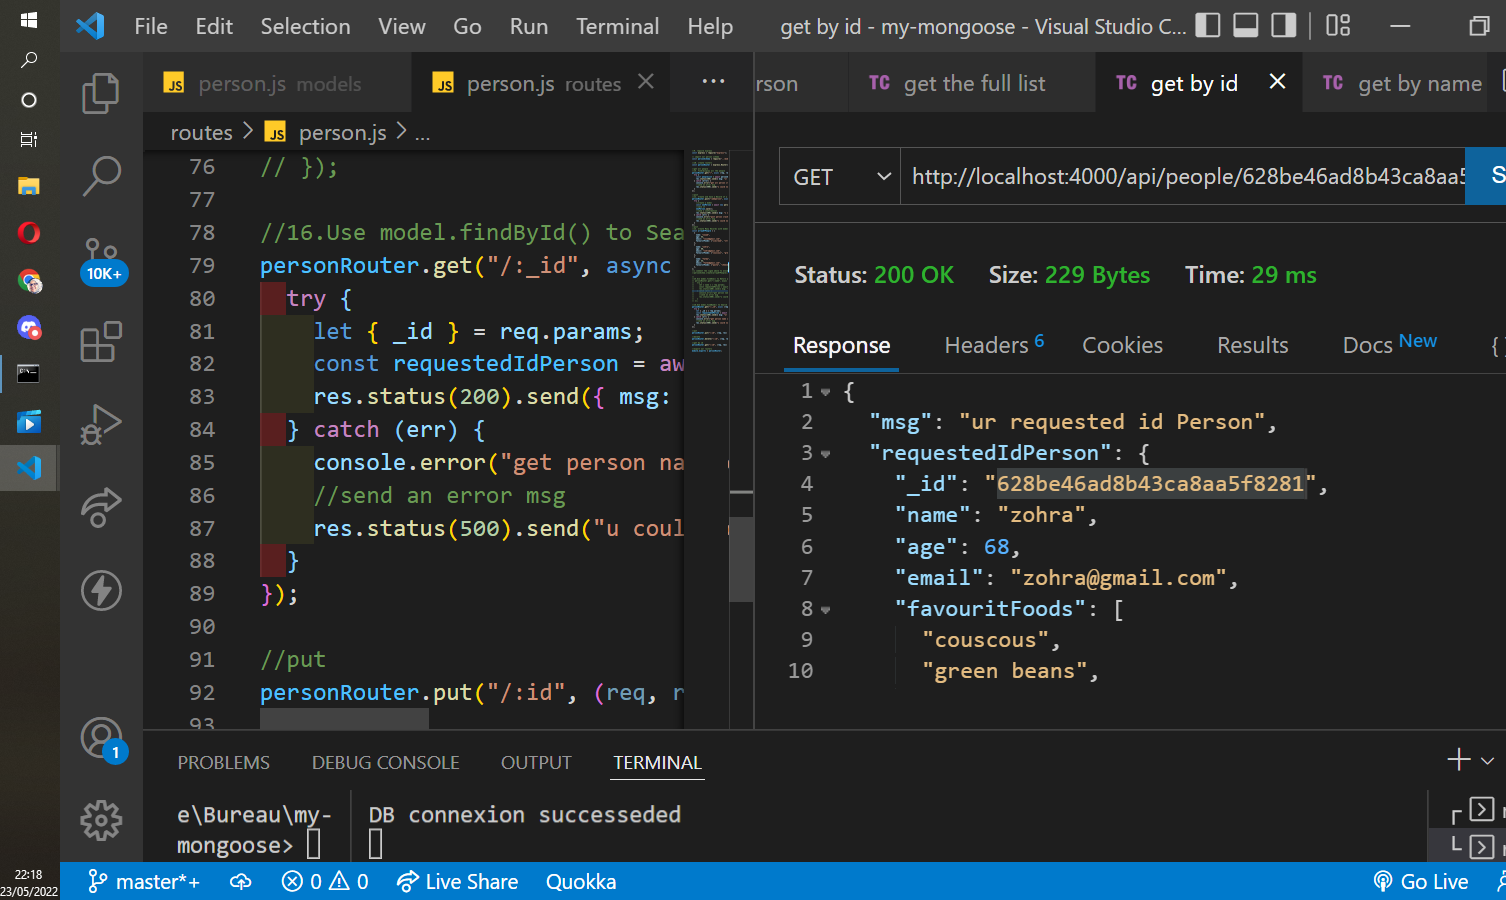 File Edit Selection View Go Run Terminal Help get by id - my-mongoose - Visual Studio C...
person.js models person.js routes ... rson TC get the full list TC get by id TC get by name
routes > JS person.js > ...
GET http://localhost:4000/api/people/628be46ad8b43ca8aa5 S
Status: 200 OK Size: 229 Bytes Time: 29 ms
Response Headers 6 Cookies Results Docs New {
76 // });
77
78 //16.Use model.findById() to Sea
79 personRouter.get("/:_id", async
80 try {
81 let { _id } = req.params;
82 const requestedIdPerson = aw
83 res.status(200).send({ msg:
84 } catch (err) {
85 console.error("get person na
86 //send an error msg
87 res.status(500).send("u coul
88 }
89 });
90
91 //put
92 personRouter.put("/:id", (req, r
93
1 {
2 "msg": "ur requested id Person",
3 "requestedIdPerson": {
4 "_id": "628be46ad8b43ca8aa5f8281",
5 "name": "zohra",
6 "age": 68,
7 "email": "zohra@gmail.com",
8 "favouritFoods": [
9 "couscous",
10 "green beans",
10K+
1
PROBLEMS DEBUG CONSOLE OUTPUT TERMINAL
e\Bureau\my-
mongoose>
DB connexion successeded
22:18
23/05/2022
master*+ 0 0 Live Share Quokka Go Live